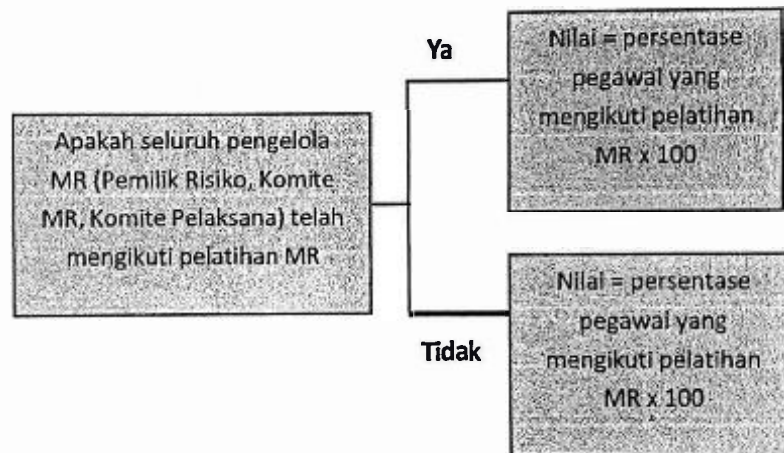 Ya
Nilai = persentase
pegawai yang
mengikuti pelatihan
MR x 100
Apakah seluruh pengelola
MR (Pemilik Risiko, Komite
MR, Komite Pelaksana) telah
mengikuti pelatihan MR
Tidak
Nilai = persentase
pegawai yang
mengikuti pelatihan
MR x 100